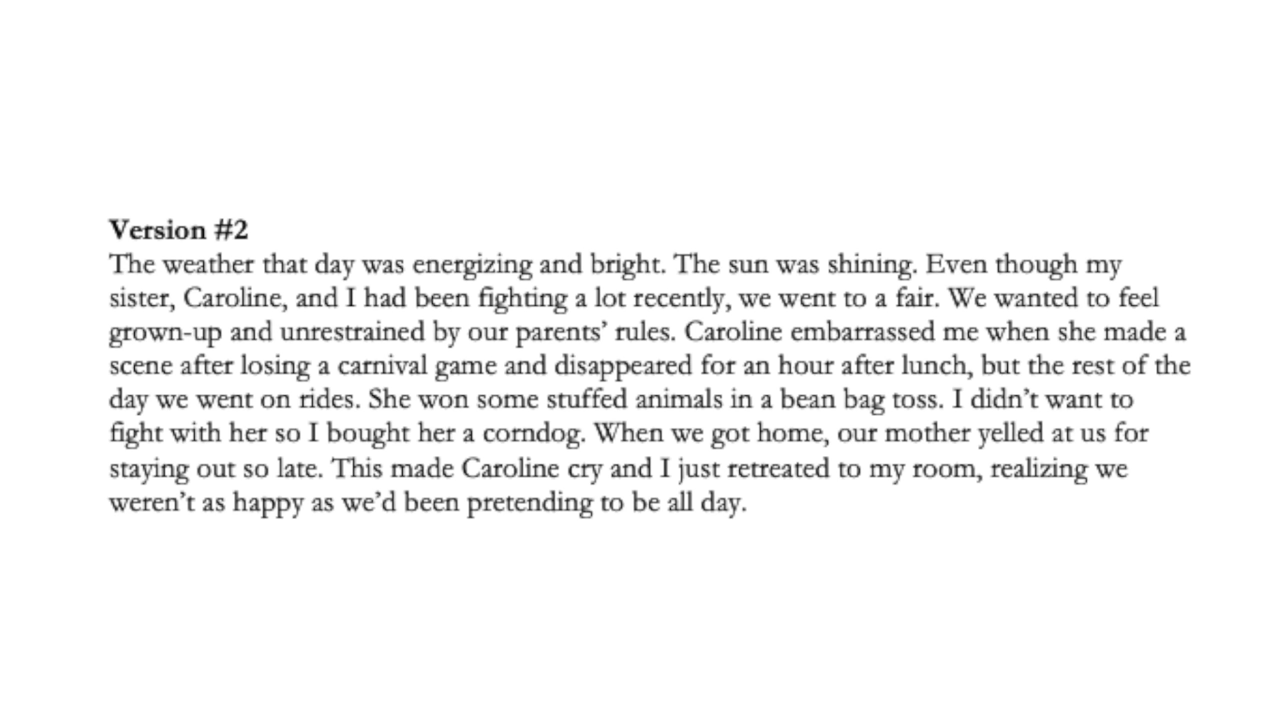 Version #2
The weather that day was energizing and bright. The sun was shining. Even though my
sister, Caroline, and I had been fighting a lot recently, we went to a fair. We wanted to feel
grown-up and unrestrained by our parents’ rules. Caroline embarrassed me when she made a
scene after losing a carnival game and disappeared for an hour after lunch, but the rest of the
day we went on rides. She won some stuffed animals in a bean bag toss. I didn’t want to
fight with her so I bought her a corndog. When we got home, our mother yelled at us for
staying out so late. This made Caroline cry and I just retreated to my room, realizing we
weren’t as happy as we’d been pretending to be all day.